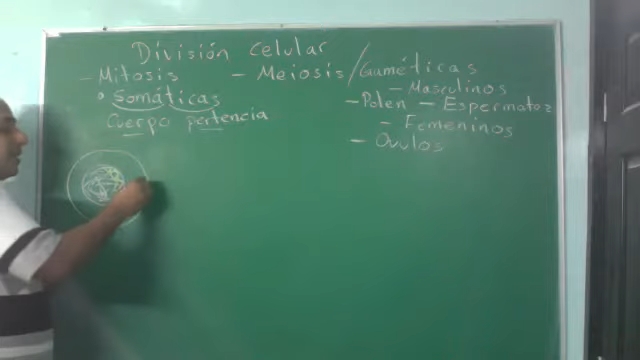 División celular
- Mitosis - Meiosis / Gaméticas
• Somáticas - Masculinos
- Polen - Espermatoz
Cuerpo pertencia - Femeninos
- Ovulos